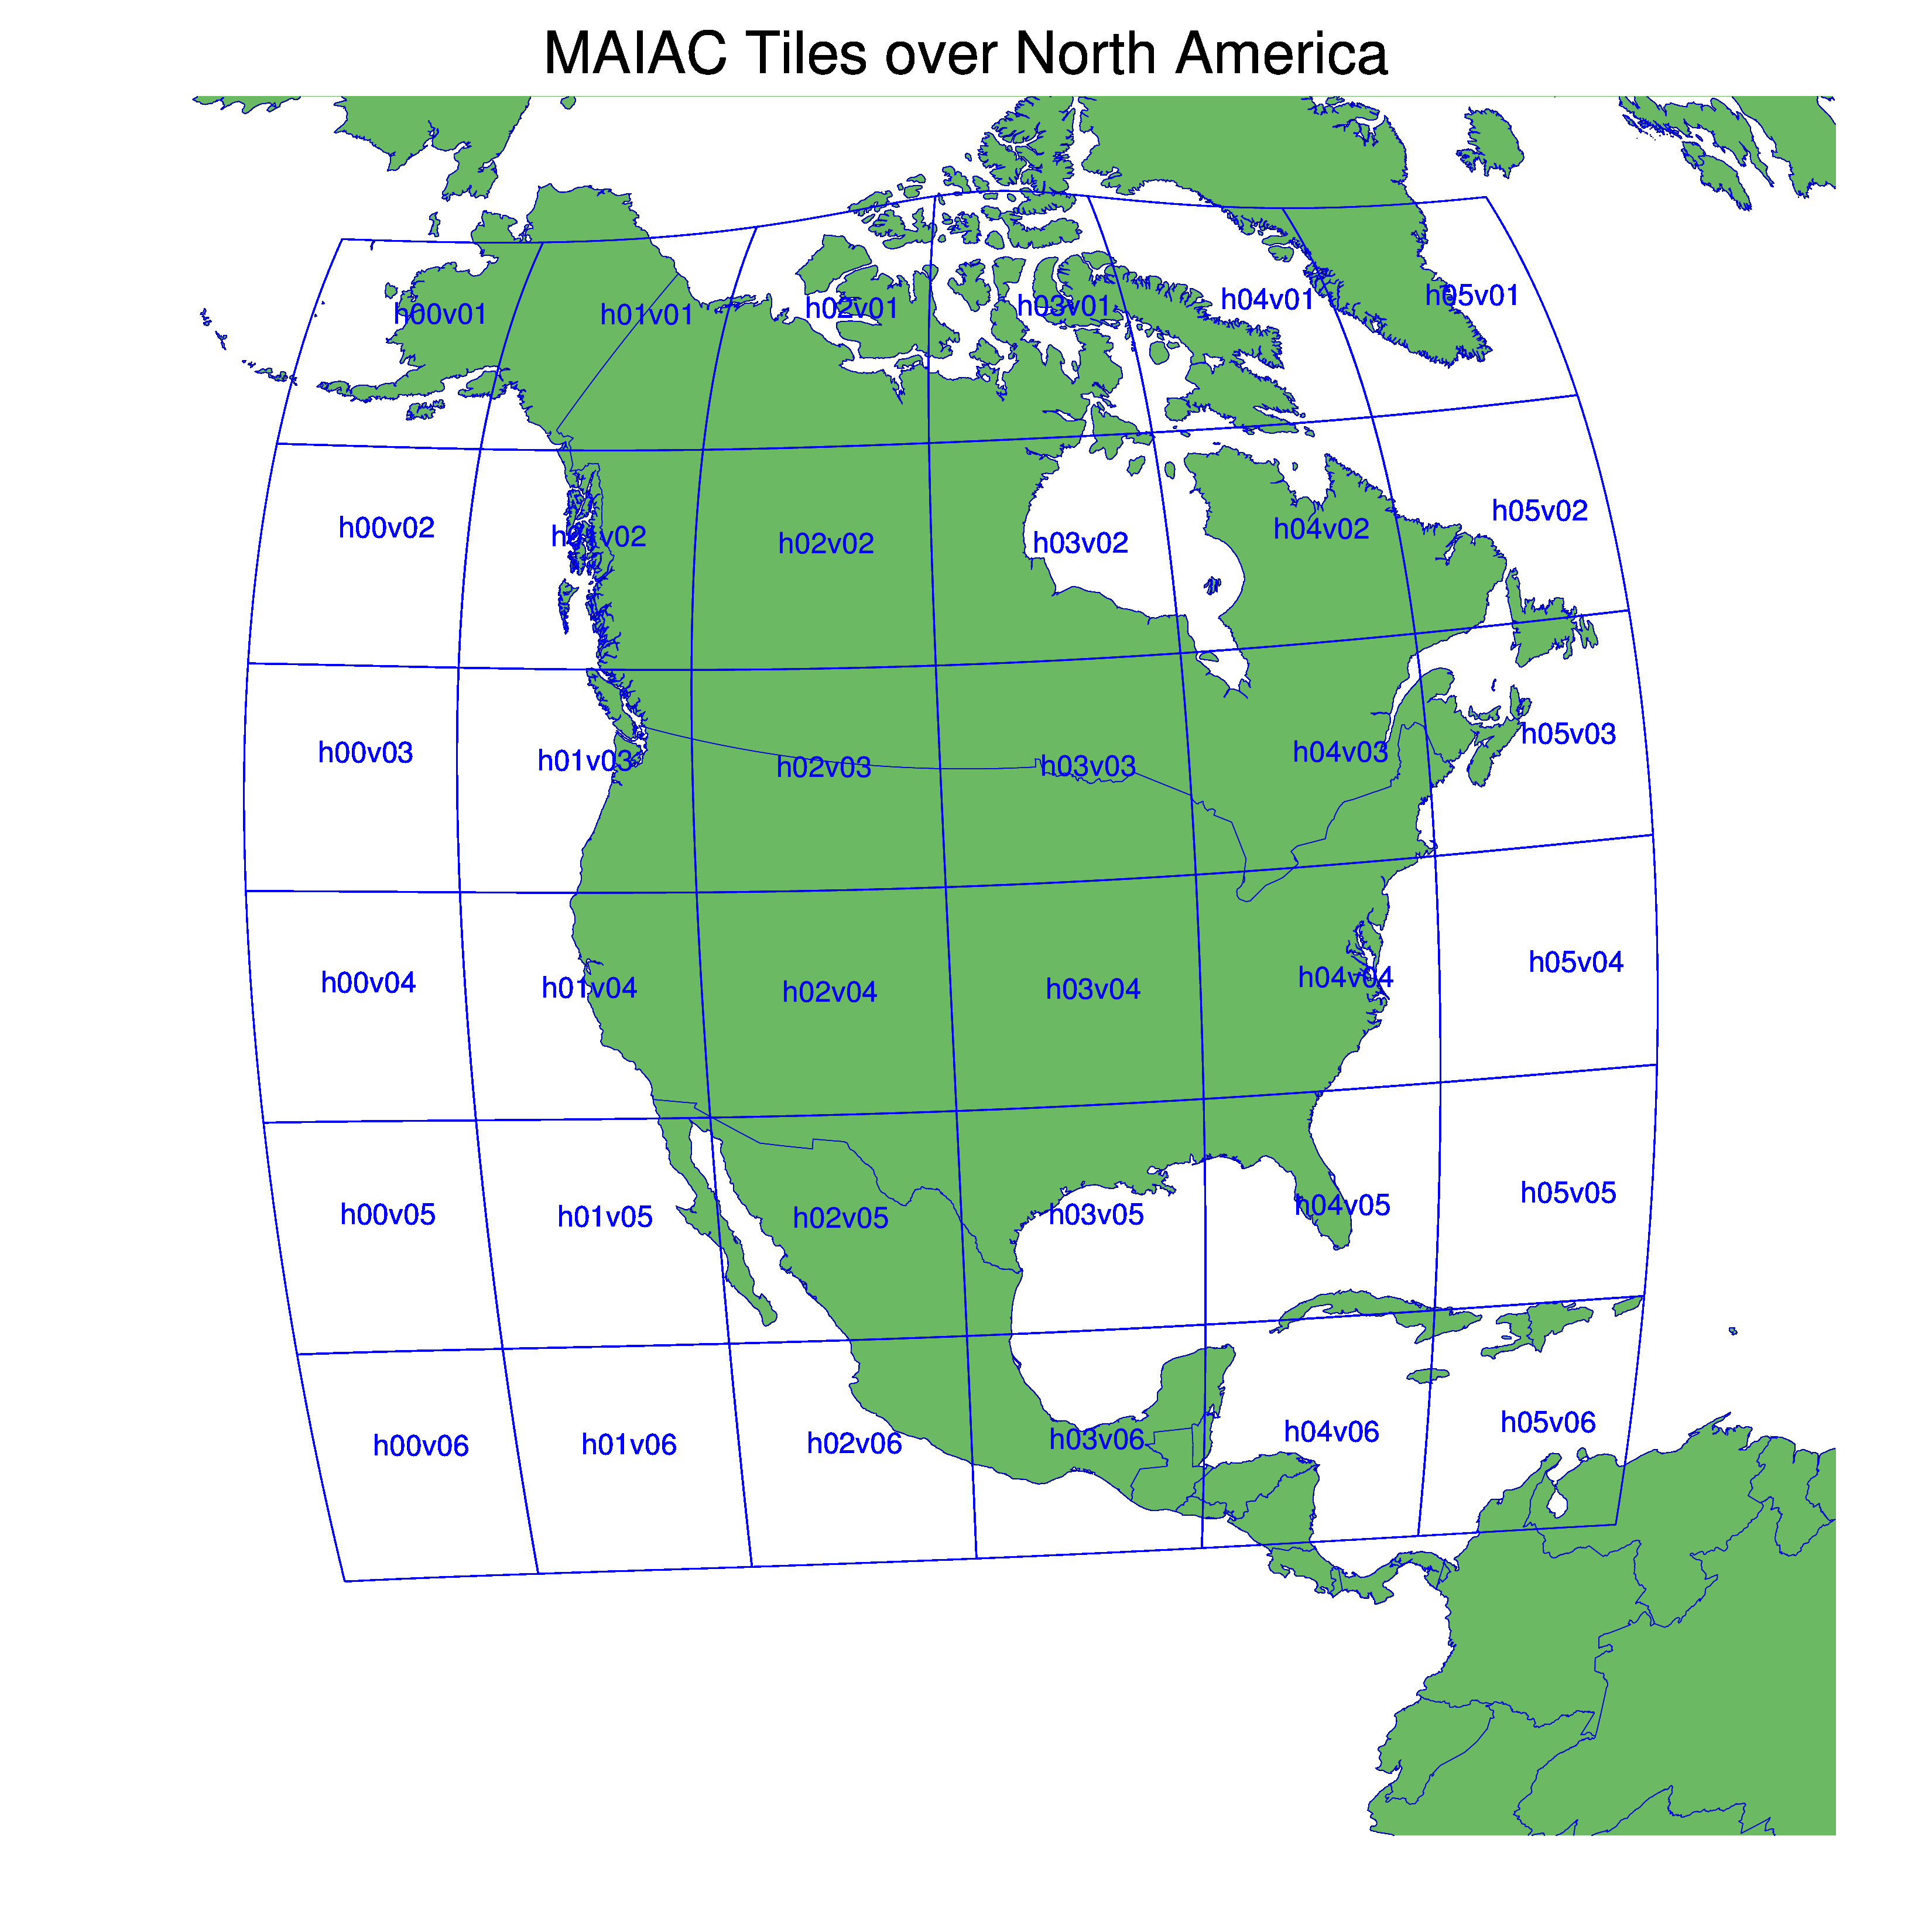 MAIAC Tiles over North America
h00v01 h01v01 h02v01 h03v01 h04v01 h05v01
h00v02 h01v02 h02v02 h03v02 h04v02 h05v02
h00v03 h01v03 h02v03 h03v03 h04v03 h05v03
h00v04 h01v04 h02v04 h03v04 h04v04 h05v04
h00v05 h01v05 h02v05 h03v05 h04v05 h05v05
h00v06 h01v06 h02v06 h03v06 h04v06 h05v06